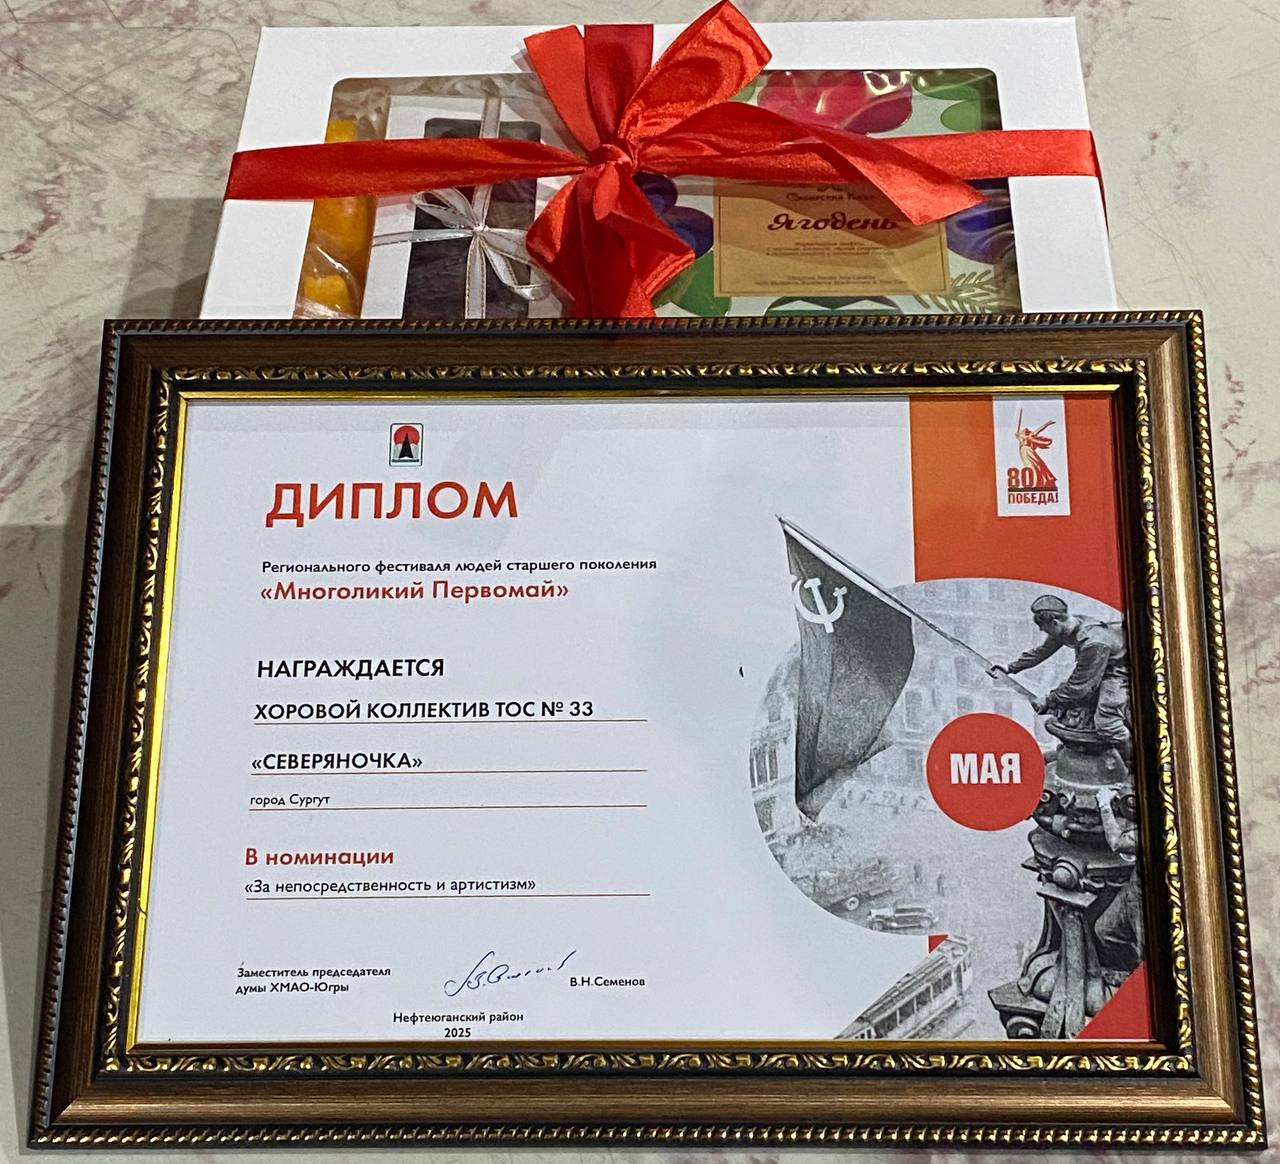 Ягодень
80
ПОБЕДА!
ДИПЛОМ
Регионального фестиваля людей старшего поколения
«Многоликий Первомай»
НАГРАЖДАЕТСЯ
ХОРОВОЙ КОЛЛЕКТИВ ТОС № 33
«СЕВЕРЯНОЧКА»
город Сургут
МАЯ
В номинации
«За непосредственность и артистизм»
Заместитель председателя
думы ХМАО-Югры
В.Н.Семенов
Нефтеюганский район
2025